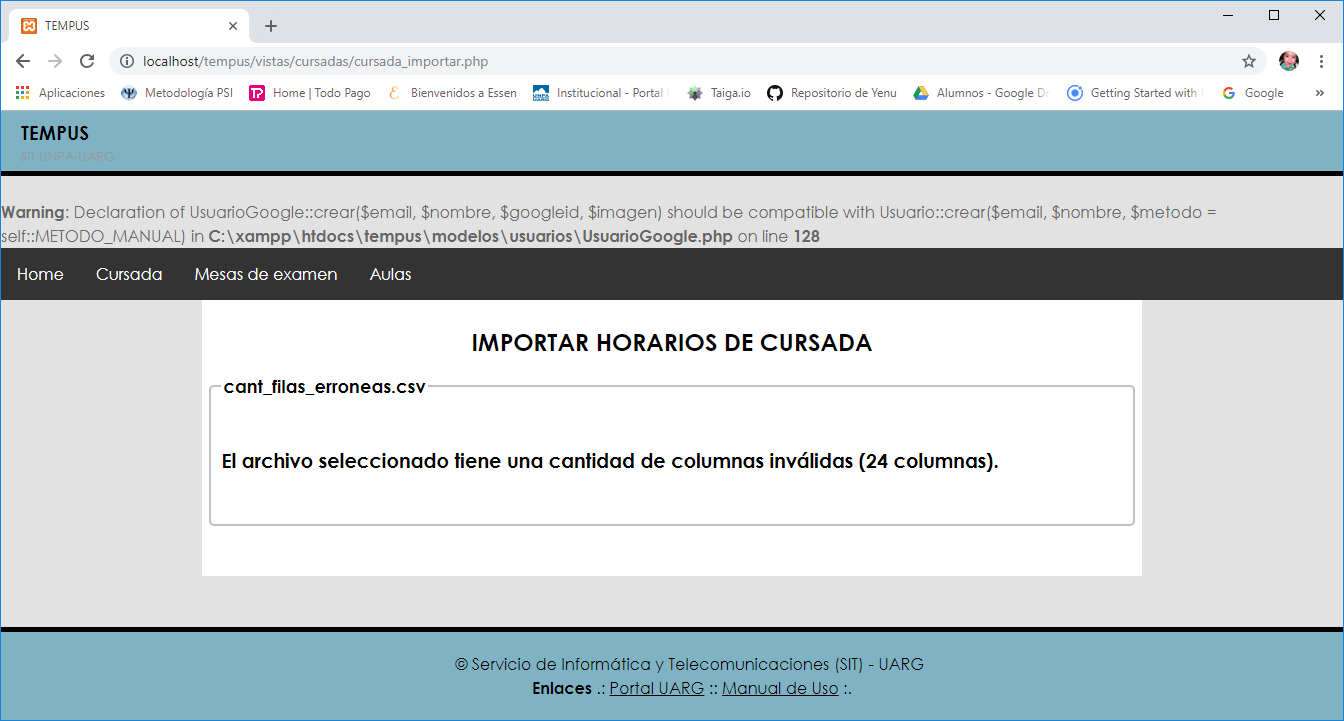 TEMPUS
localhost/tempus/vistas/cursadas/cursada_importar.php
Aplicaciones Metodología PSI Home | Todo Pago Bienvenidos a Essen Institucional - Portal Taiga.io Repositorio de Yenu Alumnos - Google Dr Getting Started with Google »
TEMPUS
SIT UNPA-UARG
Warning: Declaration of UsuarioGoogle::crear($email, $nombre, $googleid, $imagen) should be compatible with Usuario::crear($email, $nombre, $metodo =
self::METODO_MANUAL) in C:\xampp\htdocs\tempus\modelos\usuarios\UsuarioGoogle.php on line 128
Home Cursada Mesas de examen Aulas
IMPORTAR HORARIOS DE CURSADA
cant_filas_erroneas.csv
El archivo seleccionado tiene una cantidad de columnas inválidas (24 columnas).
© Servicio de Informática y Telecomunicaciones (SIT) - UARG
Enlaces .: Portal UARG :: Manual de Uso :.